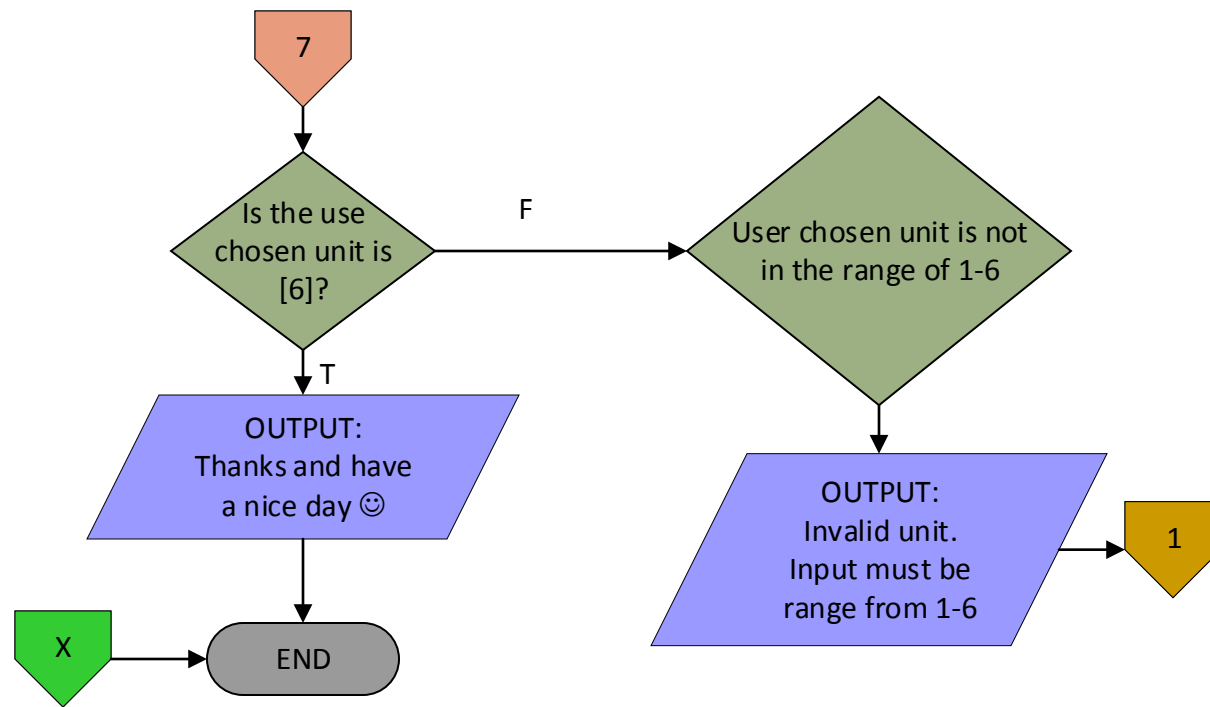 7
Is the use
chosen unit is
[6]?
F
User chosen unit is not
in the range of 1-6
T
OUTPUT:
Thanks and have
a nice day ☺
OUTPUT:
Invalid unit.
Input must be
range from 1-6
1
X
END